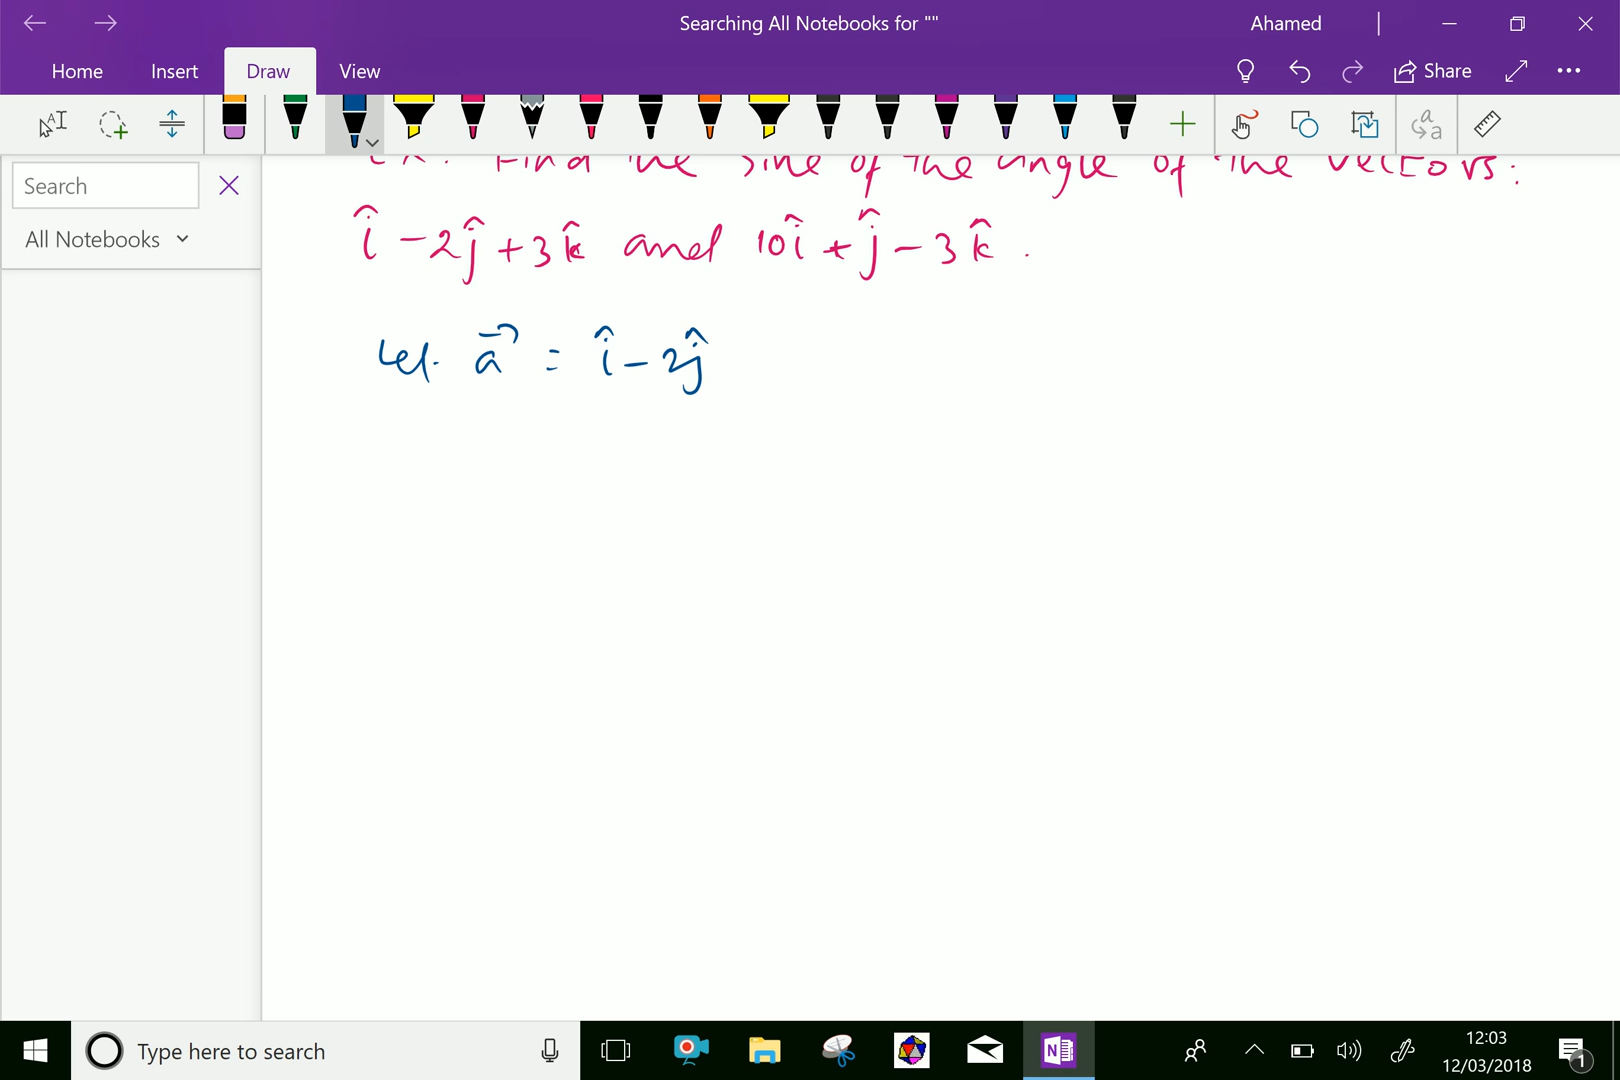 Searching All Notebooks for "" Ahamed
Home Insert Draw View Share
Search
All Notebooks
Ex: Find the sine of the angle of the vectors:
î - 2ĵ + 3k̂ and 10î + ĵ - 3k̂ .
Let a⃗ = î - 2ĵ
Type here to search
12:03
12/03/2018
1